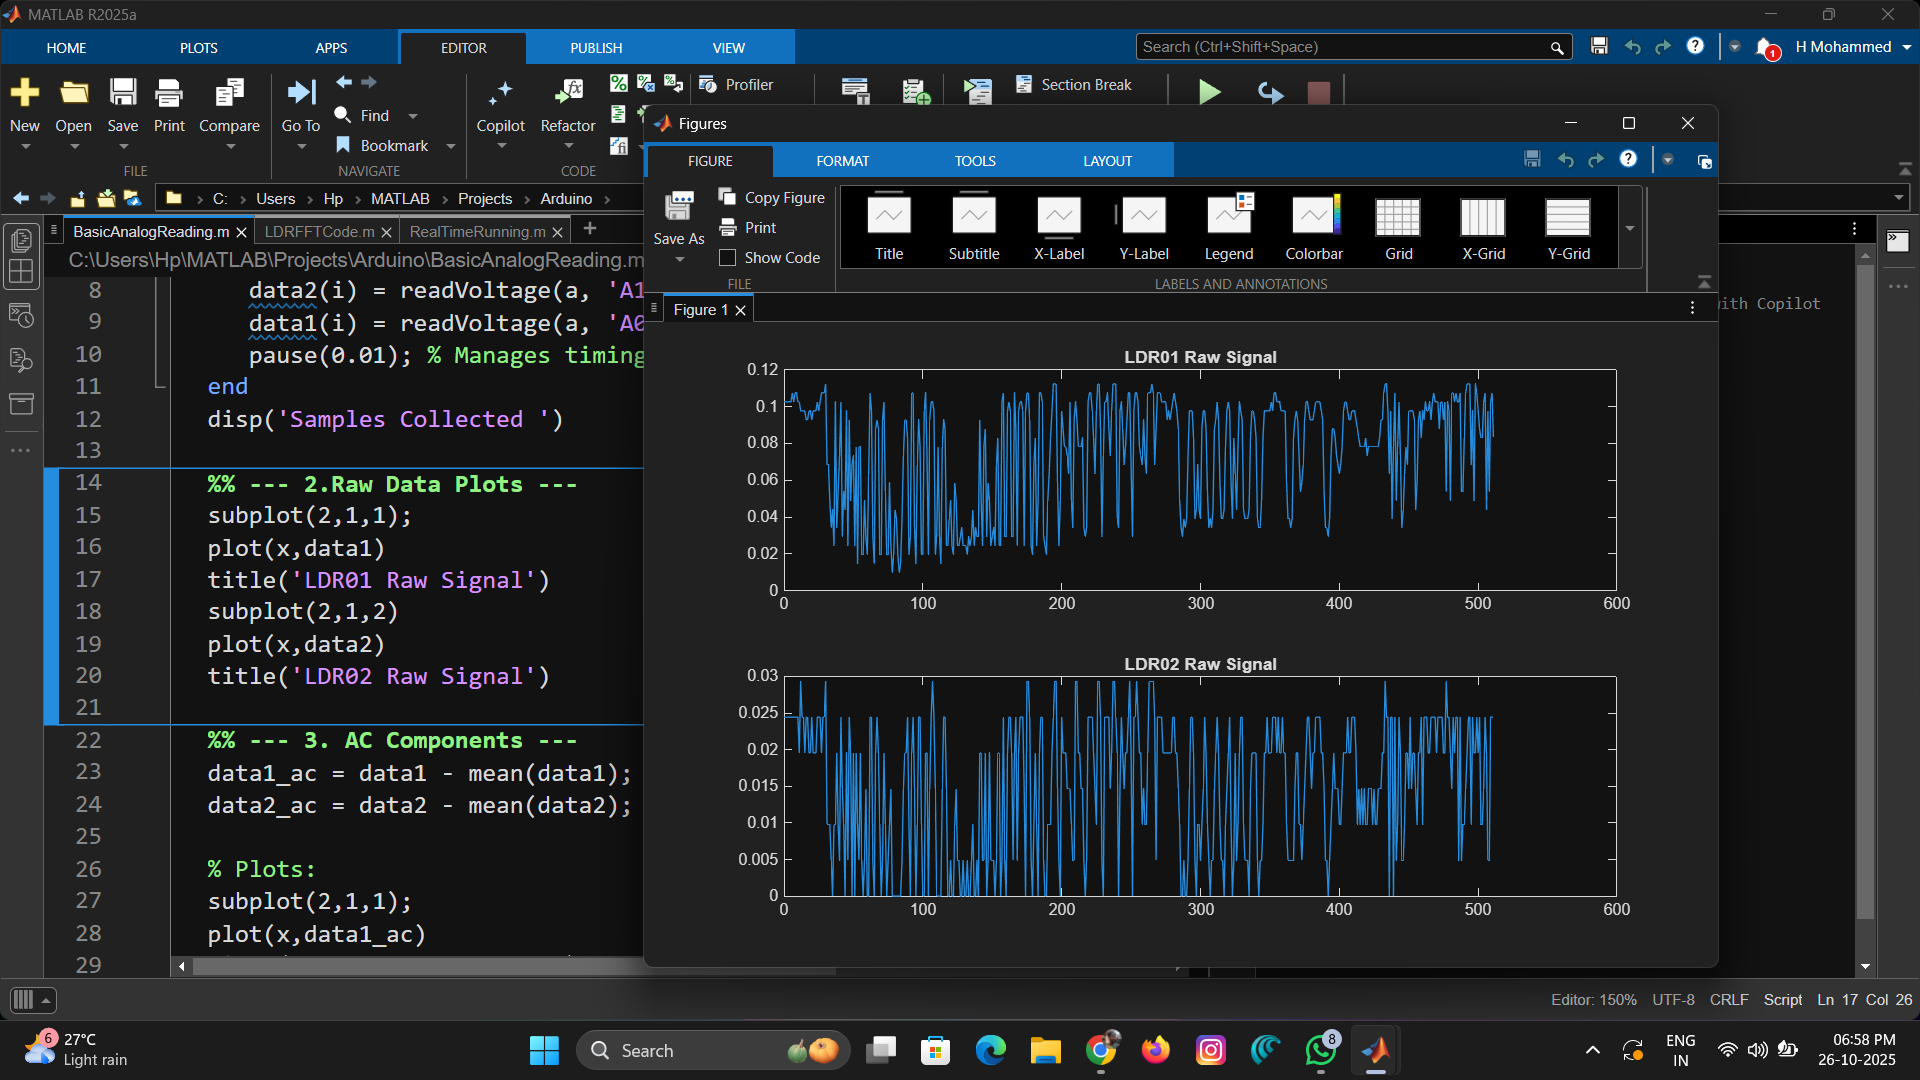 MATLAB R2025a
HOME PLOTS APPS EDITOR PUBLISH VIEW
Search (Ctrl+Shift+Space)
1
H Mohammed
New Open Save Print Compare
FILE
Go To
Find
Bookmark
NAVIGATE
Copilot Refactor
CODE
Profiler
Section Break
C: Users Hp MATLAB Projects Arduino
BasicAnalogReading.m LDRFFTCode.m RealTimeRunning.m
C:\Users\Hp\MATLAB\Projects\Arduino\BasicAnalogReading.m
8 data2(i) = readVoltage(a, 'A1
9 data1(i) = readVoltage(a, 'A0
10 pause(0.01); % Manages timing
11 end
12 disp('Samples Collected ')
13
14 %% --- 2.Raw Data Plots ---
15 subplot(2,1,1);
16 plot(x,data1)
17 title('LDR01 Raw Signal')
18 subplot(2,1,2)
19 plot(x,data2)
20 title('LDR02 Raw Signal')
21
22 %% --- 3. AC Components ---
23 data1_ac = data1 - mean(data1);
24 data2_ac = data2 - mean(data2);
25
26 % Plots:
27 subplot(2,1,1);
28 plot(x,data1_ac)
29
Figures
FIGURE FORMAT TOOLS LAYOUT
Save As
Copy Figure
Print
Show Code
FILE
Title Subtitle X-Label Y-Label Legend Colorbar Grid X-Grid Y-Grid
LABELS AND ANNOTATIONS
Figure 1
with Copilot
LDR01 Raw Signal
0.12
0.1
0.08
0.06
0.04
0.02
0
0 100 200 300 400 500 600
LDR02 Raw Signal
0.03
0.025
0.02
0.015
0.01
0.005
0
0 100 200 300 400 500 600
Editor: 150% UTF-8 CRLF Script Ln 17 Col 26
6
27°C
Light rain
Search
8
ENG
IN
06:58 PM
26-10-2025